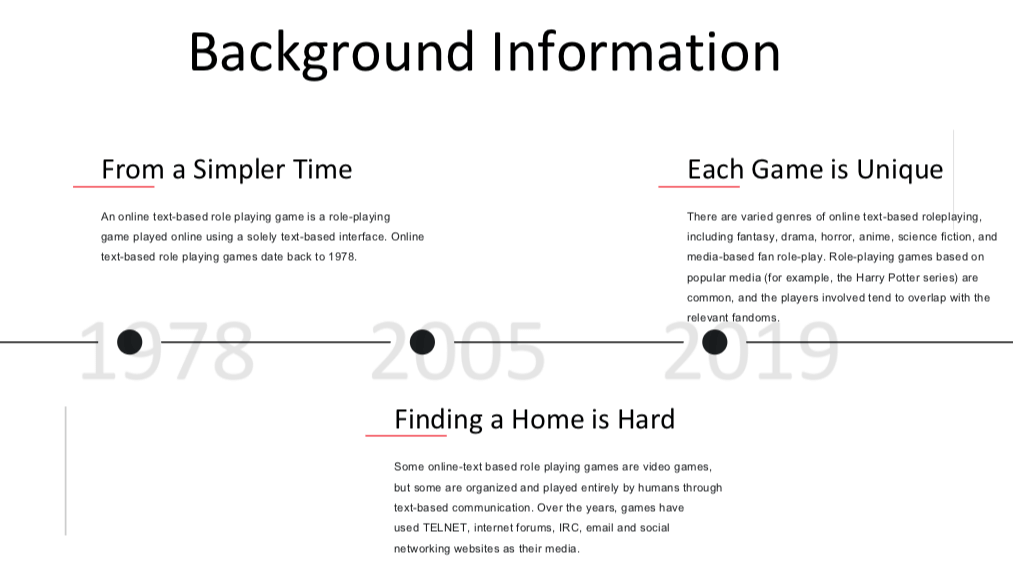 Background Information
From a Simpler Time
An online text-based role playing game is a role-playing
game played online using a solely text-based interface. Online
text-based role playing games date back to 1978.
Each Game is Unique
There are varied genres of online text-based roleplaying,
including fantasy, drama, horror, anime, science fiction, and
media-based fan role-play. Role-playing games based on
popular media (for example, the Harry Potter series) are
common, and the players involved tend to overlap with the
relevant fandoms.
1978
2005
2019
Finding a Home is Hard
Some online-text based role playing games are video games,
but some are organized and played entirely by humans through
text-based communication. Over the years, games have
used TELNET, internet forums, IRC, email and social
networking websites as their media.